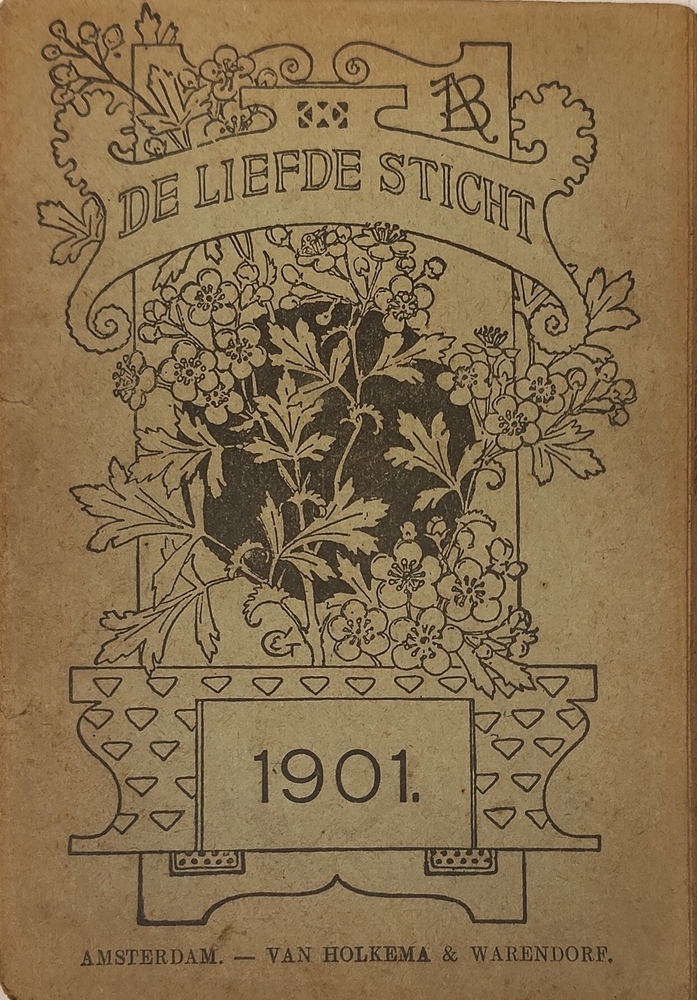 DE LIEFDE STICHT
1901.
AMSTERDAM. — VAN HOLKEMA & WARENDORF.